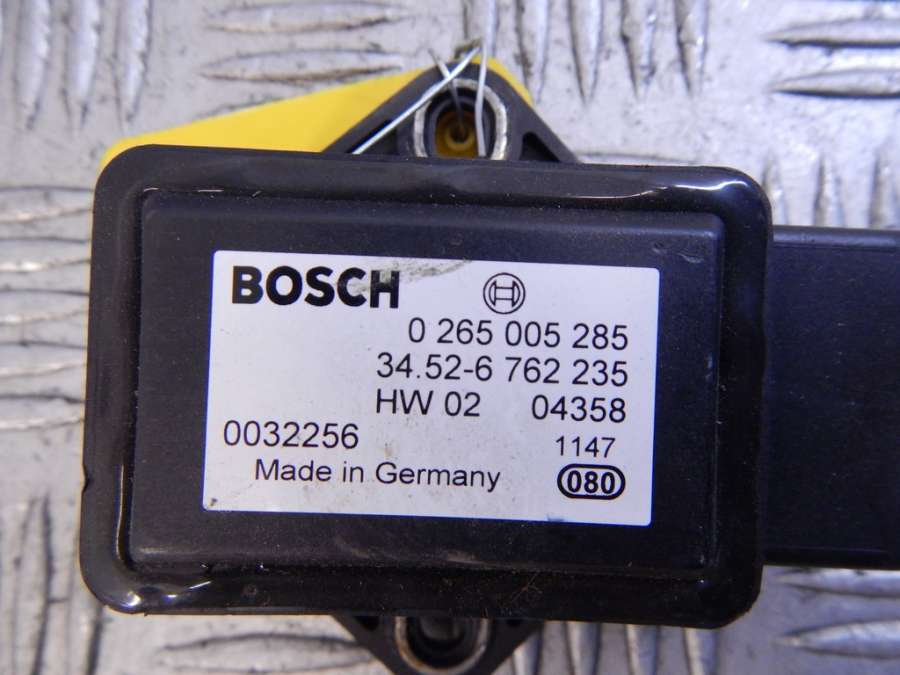 BOSCH
0 265 005 285
34.52-6 762 235
HW 02 04358
0032256 1147
Made in Germany 080